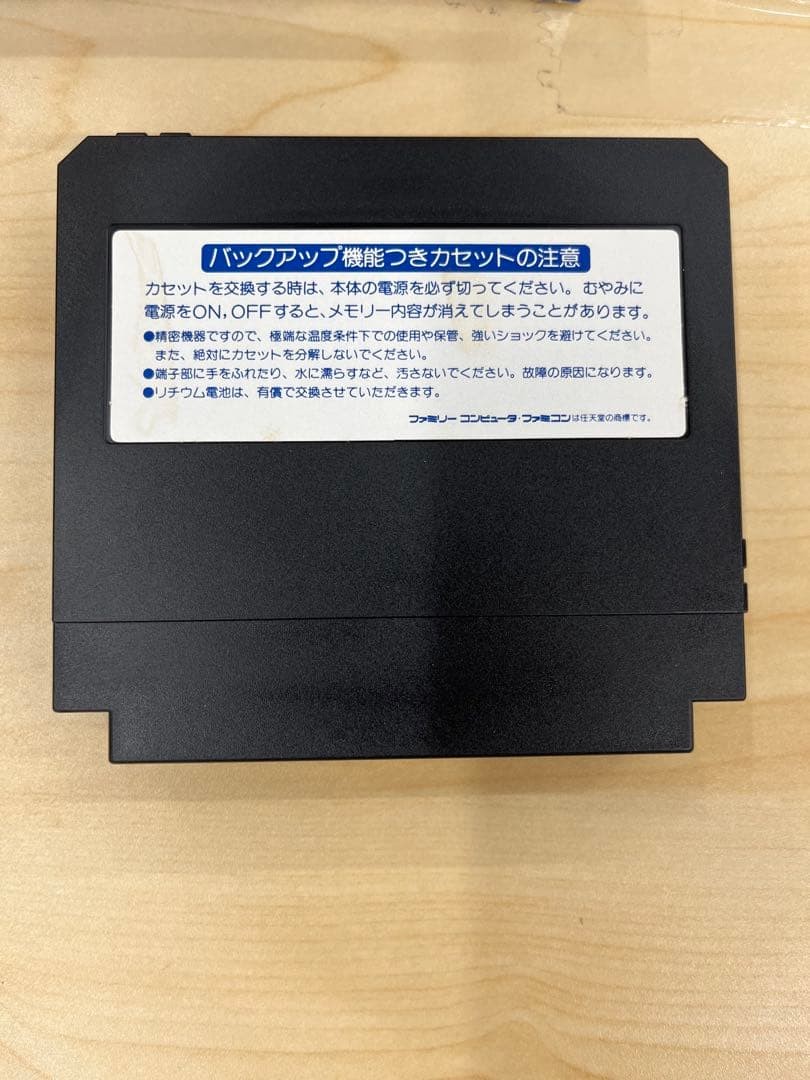 バックアップ機能つきカセットの注意
カセットを交換する時は、本体の電源を必ず切ってください。むやみに
電源をON,OFFすると、メモリー内容が消えてしまうことがあります。
●精密機器ですので、極端な温度条件下での使用や保管、強いショックを避けてください。
また、絶対にカセットを分解しないでください。
●端子部に手をふれたり、水に濡らすなど、汚さないでください。故障の原因になります。
●リチウム電池は、有償で交換させていただきます。
ファミリー コンピュータ・ファミコンは任天堂の商標です。